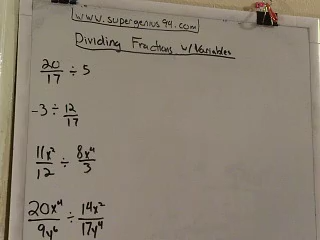 www.supergenius94.com
Dividing Fractions w/Variables
20/17 ÷ 5
-3 ÷ 12/17
11x²/12 ÷ 8x⁴/3
20x⁴/9y⁶ ÷ 14x²/17y⁴